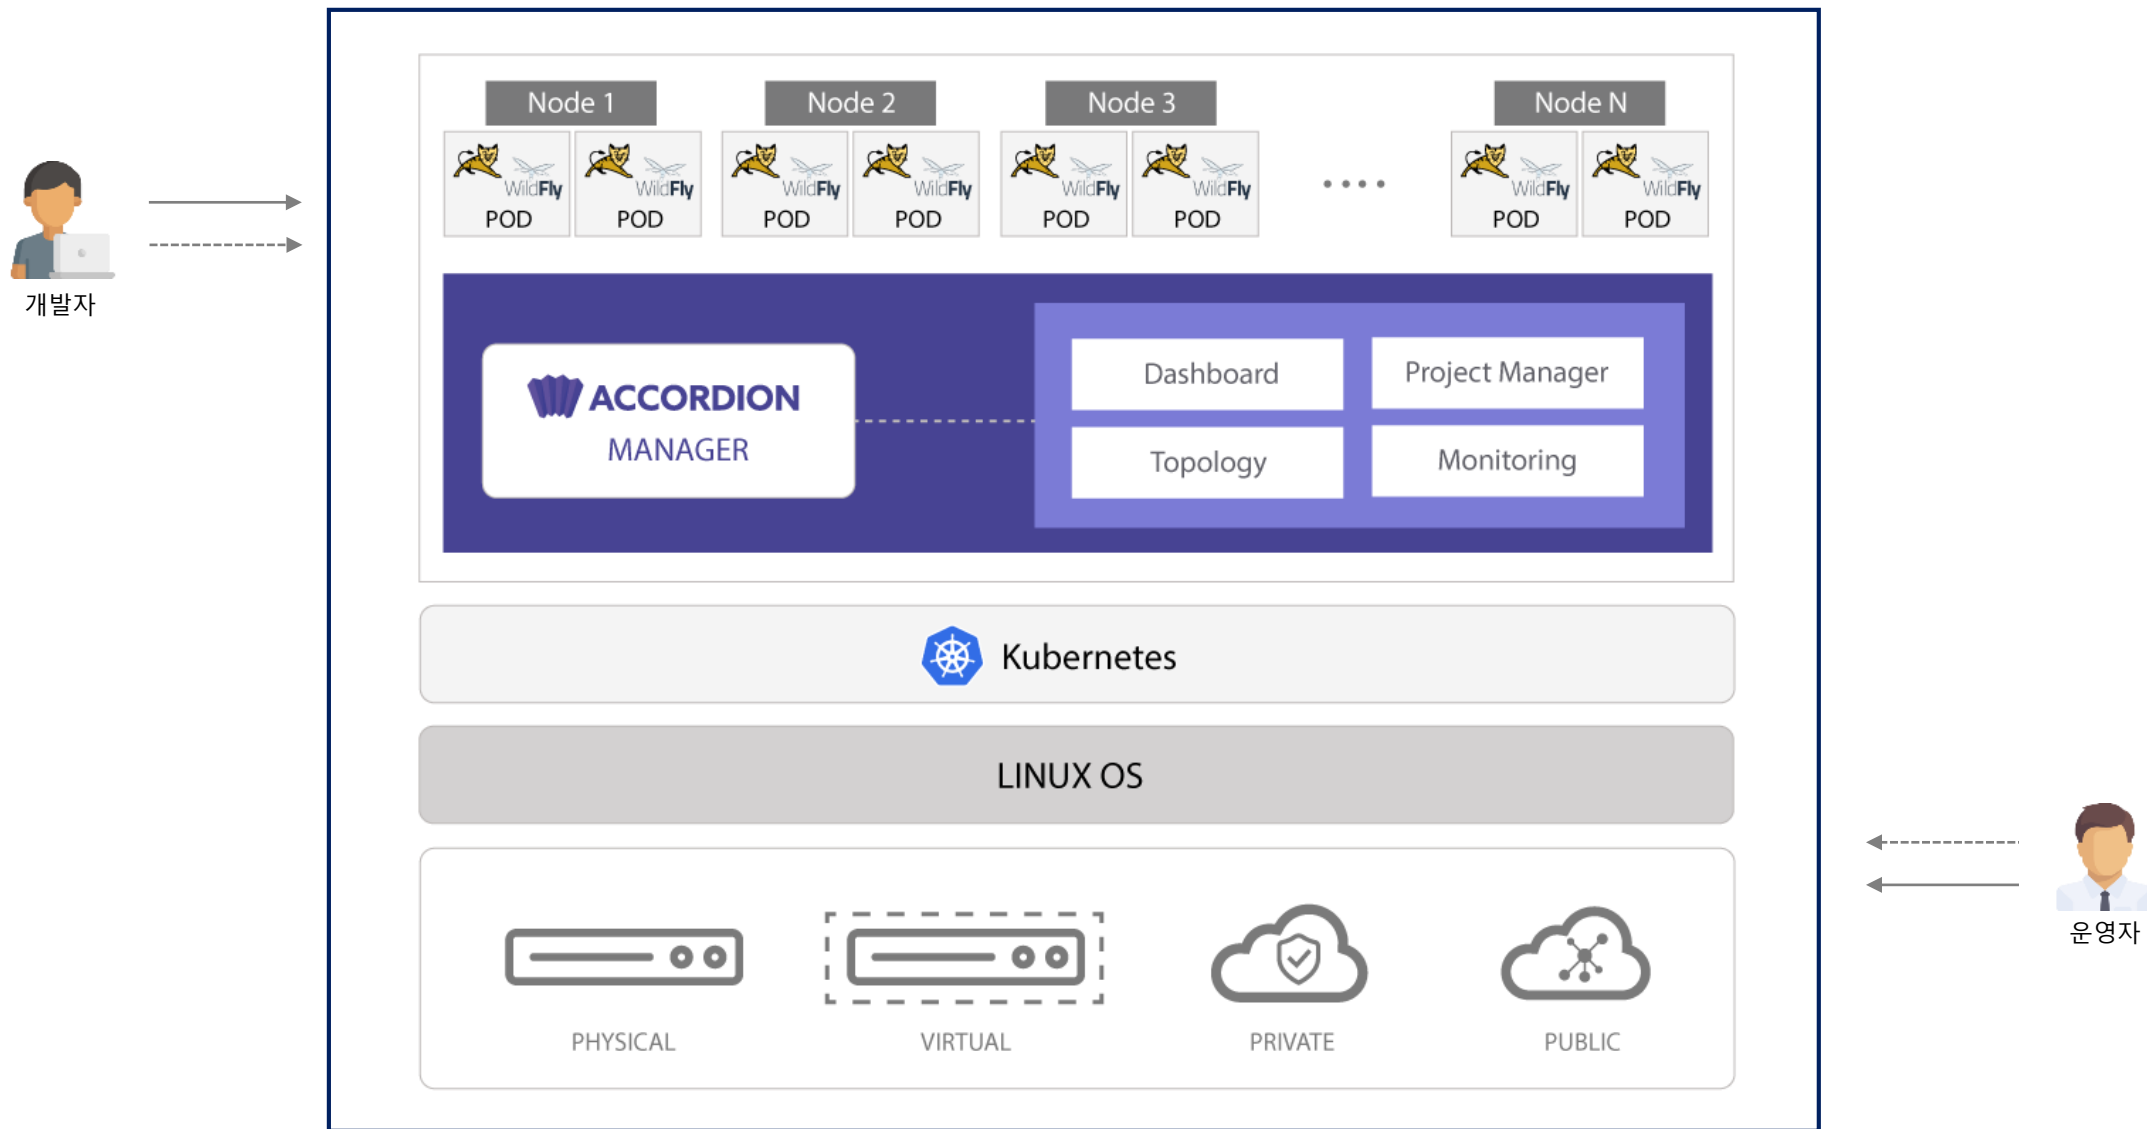 Node 1
Node 2
Node 3
Node N
WildFly
WildFly
WildFly
WildFly
WildFly
WildFly
WildFly
WildFly
POD
POD
POD
POD
POD
POD
POD
POD
개발자
ACCORDION
MANAGER
Dashboard
Project Manager
Topology
Monitoring
Kubernetes
LINUX OS
운영자
PHYSICAL
VIRTUAL
PRIVATE
PUBLIC